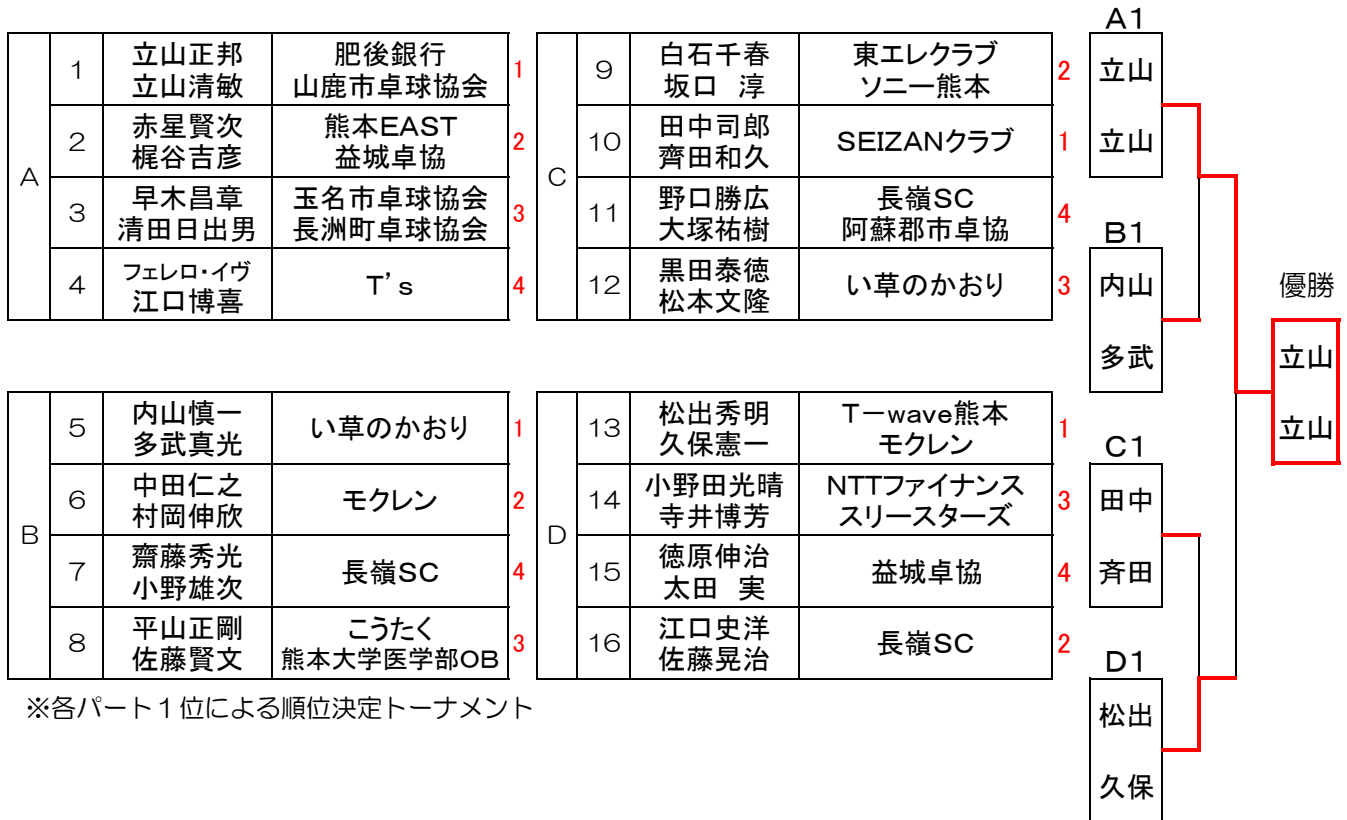 A
1 立山正邦 肥後銀行 1
立山清敏 山鹿市卓球協会
2 赤星賢次 熊本EAST 2
梶谷吉彦 益城卓協
3 早木昌章 玉名市卓球協会 3
清田日出男 長洲町卓球協会
4 フェレロ・イヴ T's 4
江口博喜
C
9 白石千春 東エレクラブ 2
坂口 淳 ソニー熊本
10 田中司郎 SEIZANクラブ 1
齊田和久
11 野口勝広 長嶺SC 4
大塚祐樹 阿蘇郡市卓協
12 黒田泰徳 い草のかおり 3
松本文隆
B
5 内山慎一 い草のかおり 1
多武真光
6 中田仁之 モクレン 2
村岡伸欣
7 齋藤秀光 長嶺SC 4
小野雄次
8 平山正剛 こうたく 3
佐藤賢文 熊本大学医学部OB
D
13 松出秀明 T－wave熊本 1
久保憲一 モクレン
14 小野田光晴 NTTファイナンス 3
寺井博芳 スリースターズ
15 徳原伸治 益城卓協 4
太田 実
16 江口史洋 長嶺SC 2
佐藤晃治
※各パート１位による順位決定トーナメント
A1
立山
立山
B1
内山
多武
C1
田中
斉田
D1
松出
久保
優勝
立山
立山